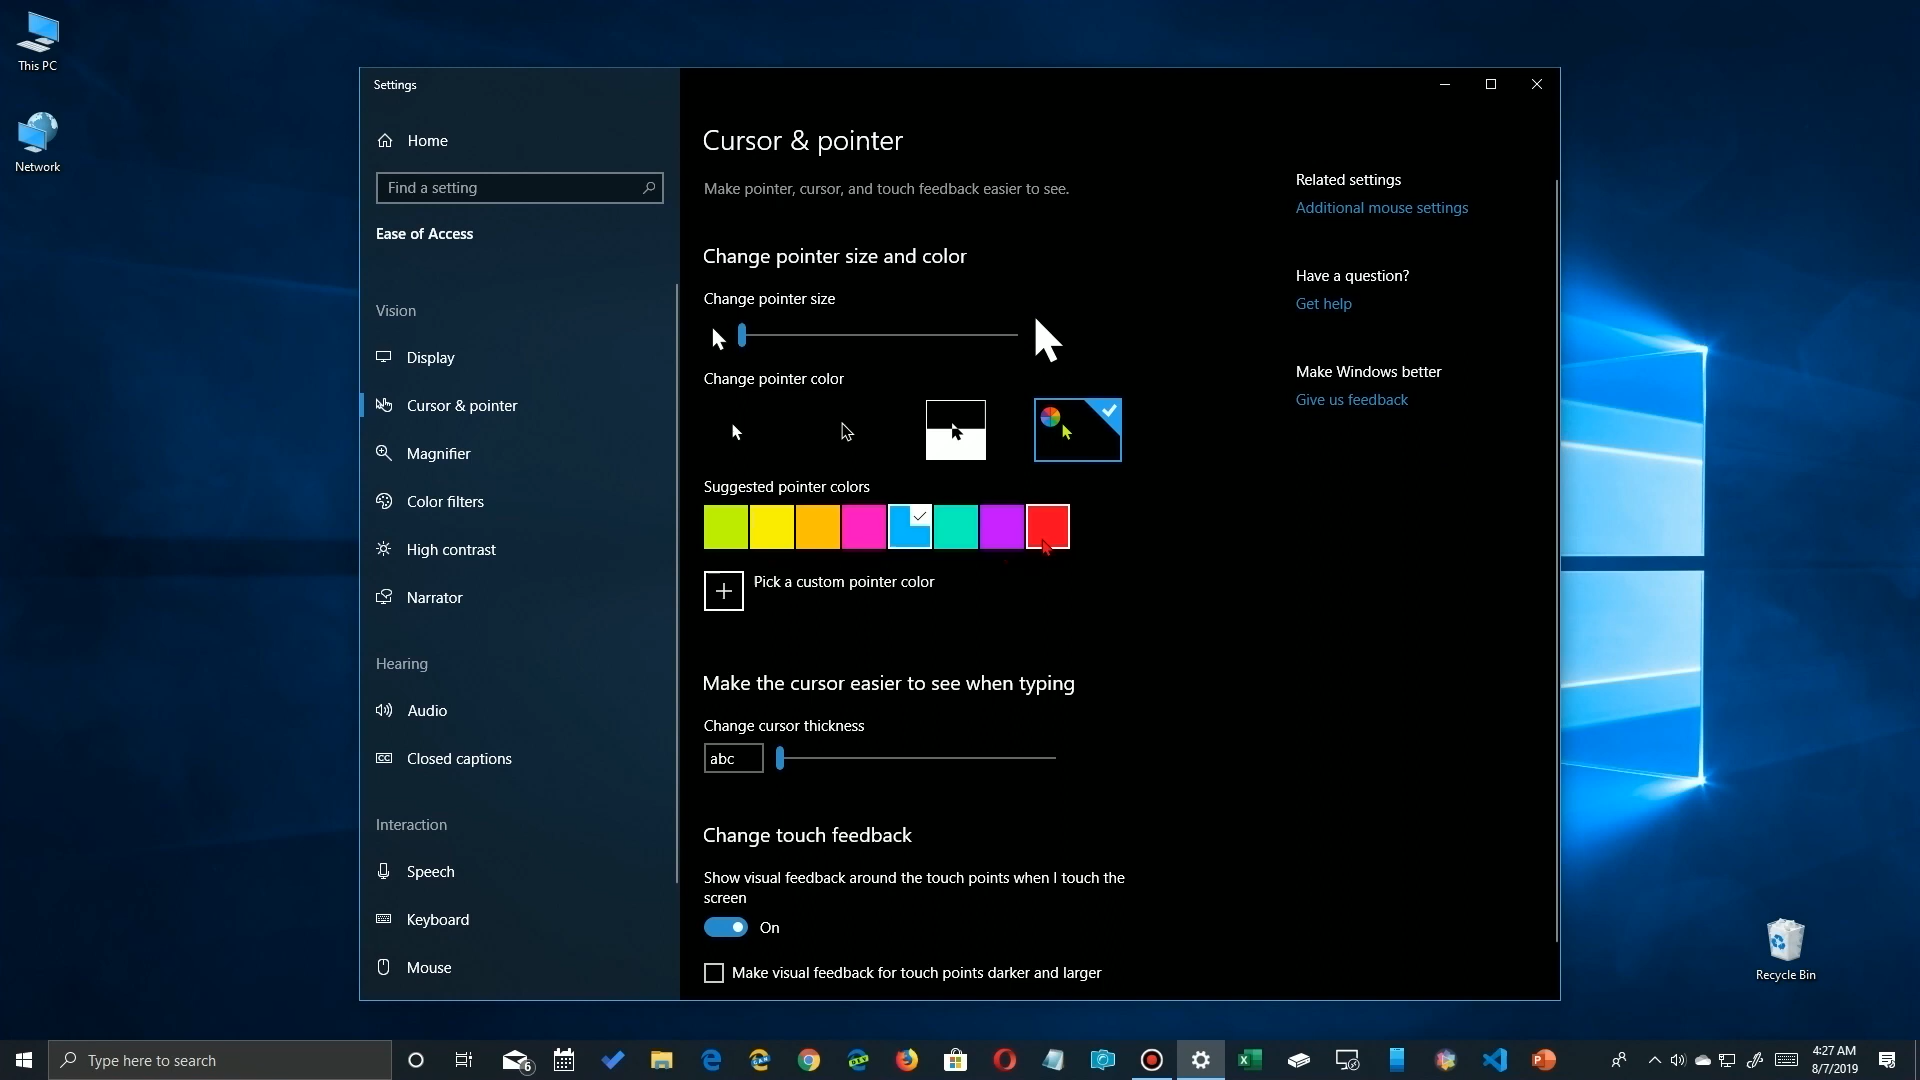 This PC
Network
Settings
Home
Find a setting
Ease of Access
Vision
Display
Cursor & pointer
Magnifier
Color filters
High contrast
Narrator
Hearing
Audio
CC
Closed captions
Interaction
Speech
Keyboard
Mouse
Cursor & pointer
Make pointer, cursor, and touch feedback easier to see.
Change pointer size and color
Change pointer size
Change pointer color
Suggested pointer colors
Pick a custom pointer color
Make the cursor easier to see when typing
Change cursor thickness
abc
Change touch feedback
Show visual feedback around the touch points when I touch the
screen
On
Make visual feedback for touch points darker and larger
Related settings
Additional mouse settings
Have a question?
Get help
Make Windows better
Give us feedback
Recycle Bin
Type here to search
6
4:27 AM
8/7/2019